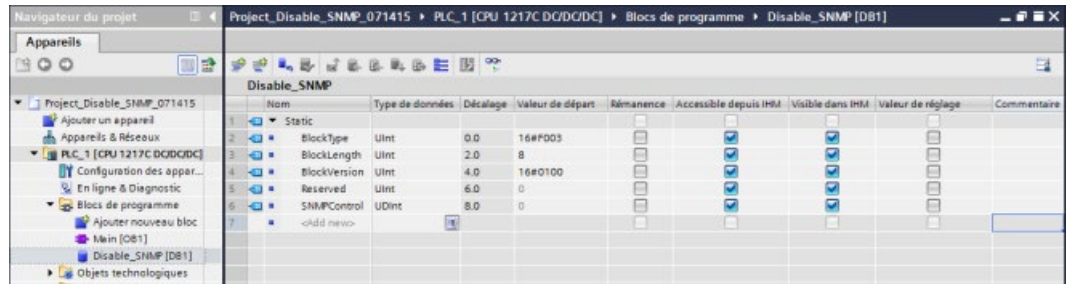 Navigateur du projet
Project_Disable_SNMP_071415 ▸ PLC_1 [CPU 1217C DC/DC/DC] ▸ Blocs de programme ▸ Disable_SNMP [DB1]
Appareils
Disable_SNMP
Nom Type de données Décalage Valeur de départ Rémanence Accessible depuis IHM Visible dans IHM Valeur de réglage Commentaire
1 Static
2 BlockType UInt 0.0 16#F003
3 BlockLength UInt 2.0 8
4 BlockVersion UInt 4.0 16#0100
5 Reserved UInt 6.0 0
6 SNMPControl UDInt 8.0 0
7 <Add new>
Project_Disable_SNMP_071415
Ajouter un appareil
Appareils & Réseaux
PLC_1 [CPU 1217C DC/DC/DC]
Configuration des appar...
En ligne & Diagnostic
Blocs de programme
Ajouter nouveau bloc
Main [OB1]
Disable_SNMP [DB1]
Objets technologiques